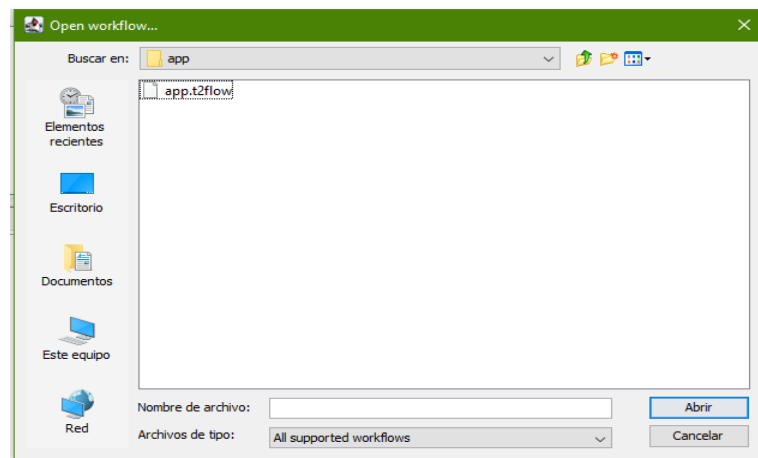 Open workflow...
Buscar en:
app
app.t2flow
Elementos
recientes
Escritorio
Documentos
Este equipo
Red
Nombre de archivo:
Abrir
Archivos de tipo:
All supported workflows
Cancelar